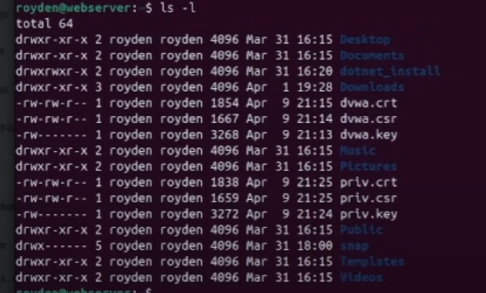 royden@webserver:~$ ls -l
total 64
drwxr-xr-x 2 royden royden 4096 Mar 31 16:15 Desktop
drwxr-xr-x 2 royden royden 4096 Mar 31 16:15 Documents
drwxrwxr-x 2 royden royden 4096 Mar 31 16:20 dotnet_install
drwxr-xr-x 3 royden royden 4096 Apr  1 19:28 Downloads
-rw-rw-r-- 1 royden royden 1854 Apr  9 21:15 dvwa.crt
-rw-rw-r-- 1 royden royden 1667 Apr  9 21:14 dvwa.csr
-rw------- 1 royden royden 3268 Apr  9 21:13 dvwa.key
drwxr-xr-x 2 royden royden 4096 Mar 31 16:15 Music
drwxr-xr-x 2 royden royden 4096 Mar 31 16:15 Pictures
-rw-rw-r-- 1 royden royden 1838 Apr  9 21:25 priv.crt
-rw-rw-r-- 1 royden royden 1659 Apr  9 21:25 priv.csr
-rw------- 1 royden royden 3272 Apr  9 21:24 priv.key
drwxr-xr-x 2 royden royden 4096 Mar 31 16:15 Public
drwx------ 5 royden royden 4096 Mar 31 18:00 snap
drwxr-xr-x 2 royden royden 4096 Mar 31 16:15 Templates
drwxr-xr-x 2 royden royden 4096 Mar 31 16:15 Videos
royden@webserver:~$